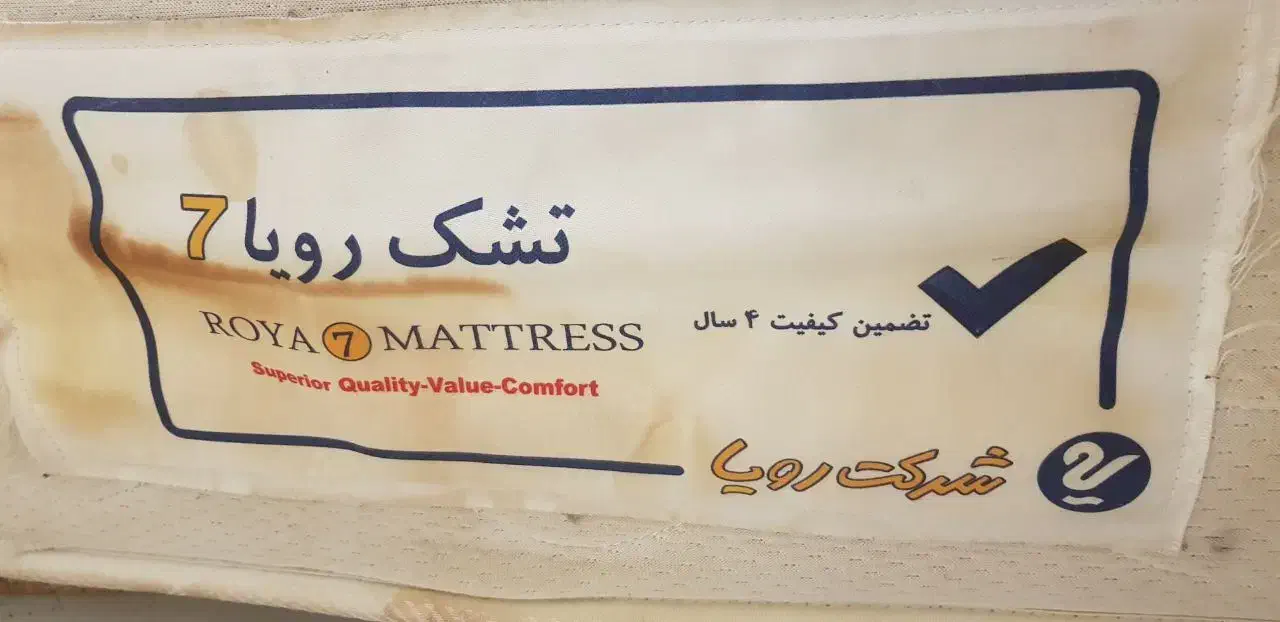 تشک رویا 7
ROYA 7 MATTRESS
Superior Quality-Value-Comfort
تضمین کیفیت ۴ سال
شرکت رویا